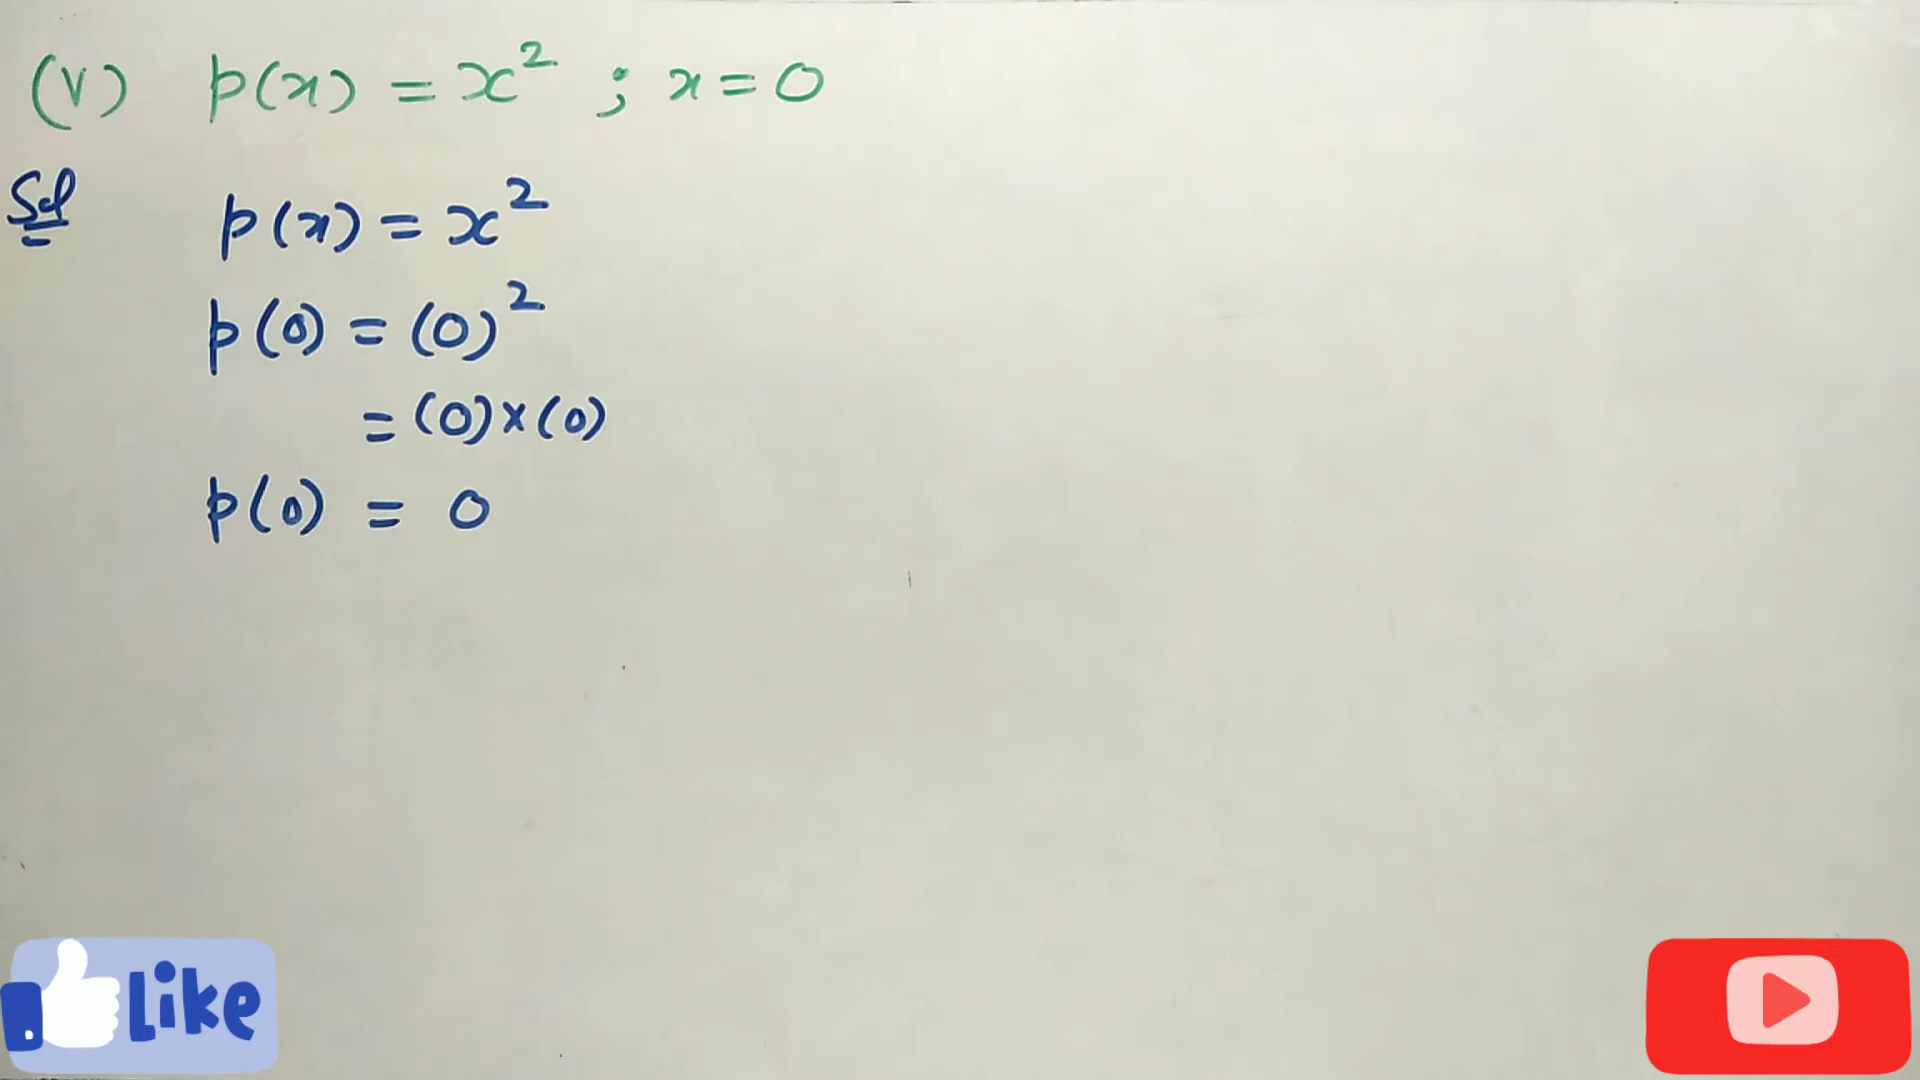 (V) p(x) = x² ; x = 0
Sol p(x) = x²
p(0) = (0)²
= (0)×(0)
p(0) = 0
Like